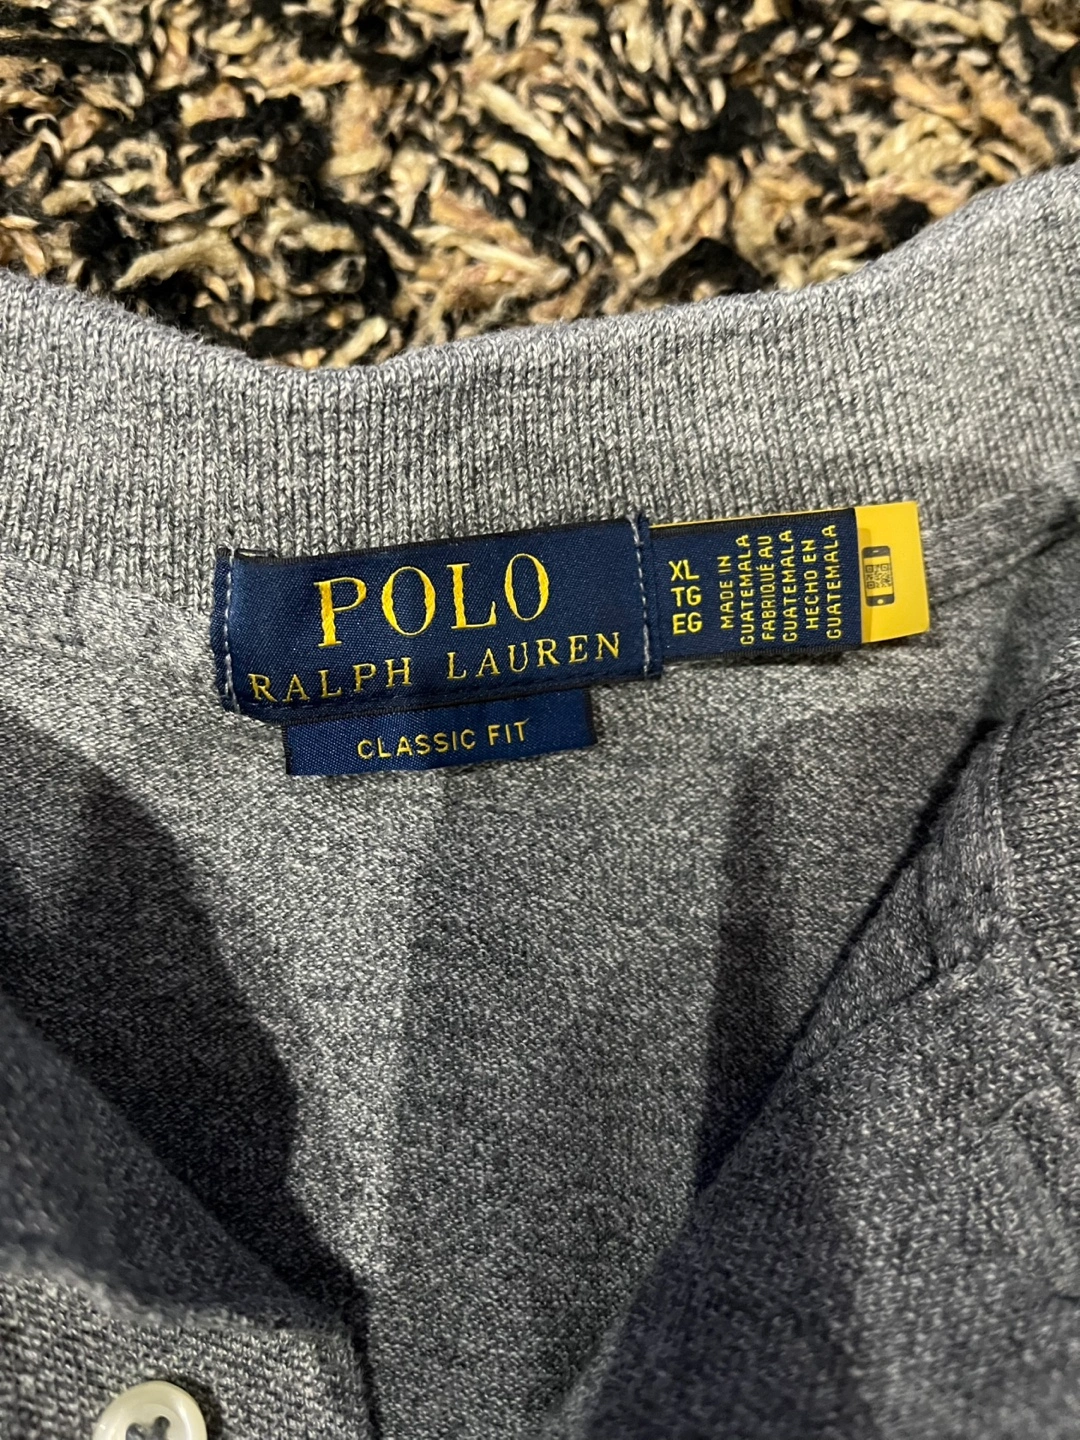 POLO
RALPH LAUREN
CLASSIC FIT
XL
TG
EG
MADE IN
GUATEMALA
FABRIQUÉ AU
GUATEMALA
HECHO EN
GUATEMALA